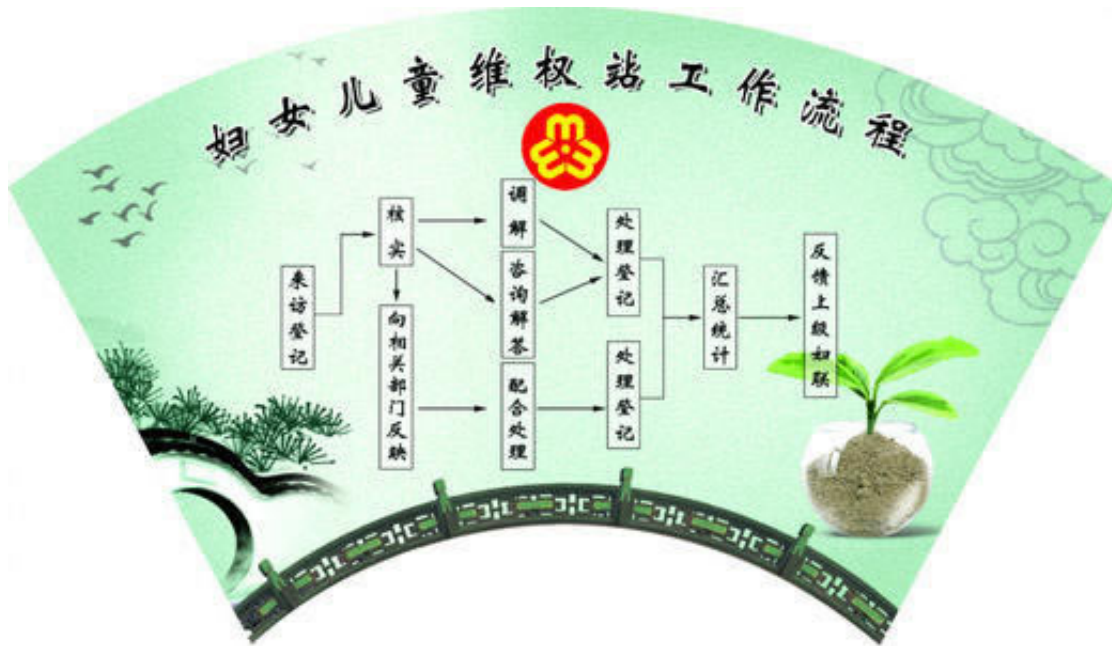 妇女儿童维权站工作流程
来访登记
核实
向相关部门反映
调解
咨询解答
配合处理
处理登记
处理登记
汇总统计
反馈上级妇联